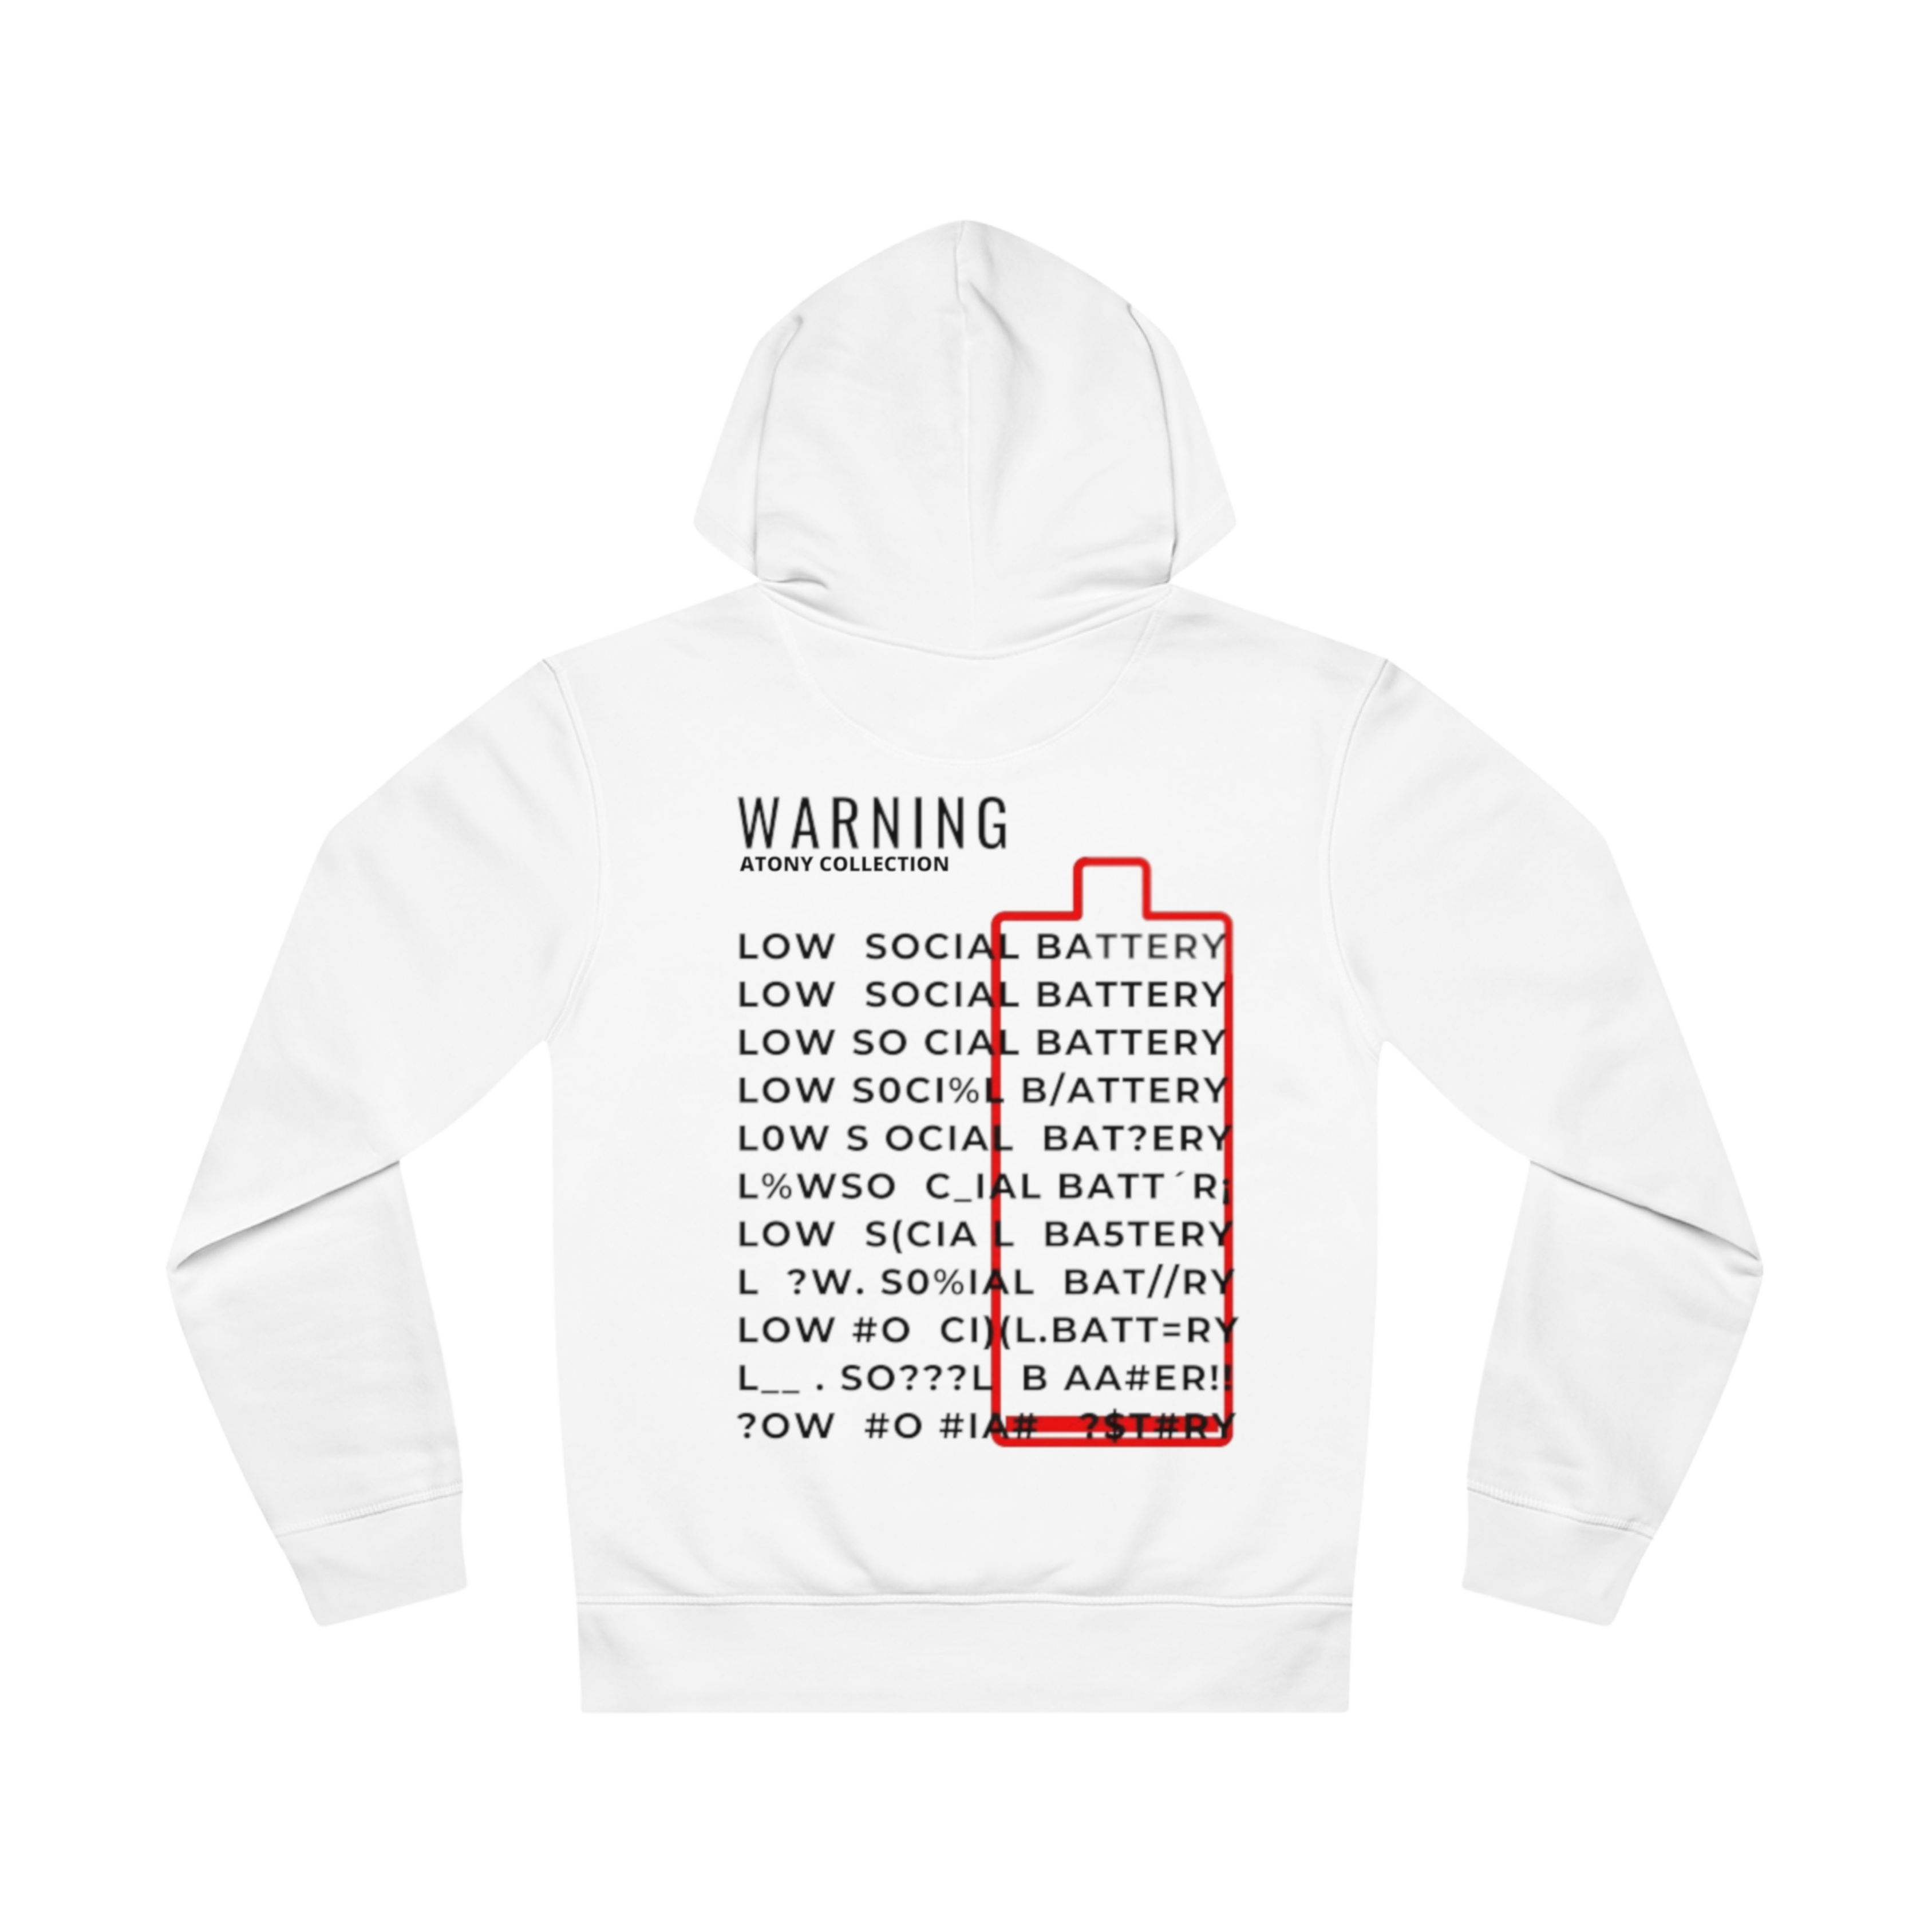 WARNING
ATONY COLLECTION
LOW  SOCIAL BATTERY
LOW  SOCIAL BATTERY
LOW SO CIAL BATTERY
LOW S0CI%L B/ATTERY
L0W S OCIAL  BAT?ERY
L%WSO  C_IAL BATT´R¡
LOW  S(CIA L  BA5TERY
L  ?W. S0%IAL  BAT//RY
LOW #O  CI)(L.BATT=RY
L__ . SO???L  B AA#ER!!
?OW  #O #IA#   ?$T#RY